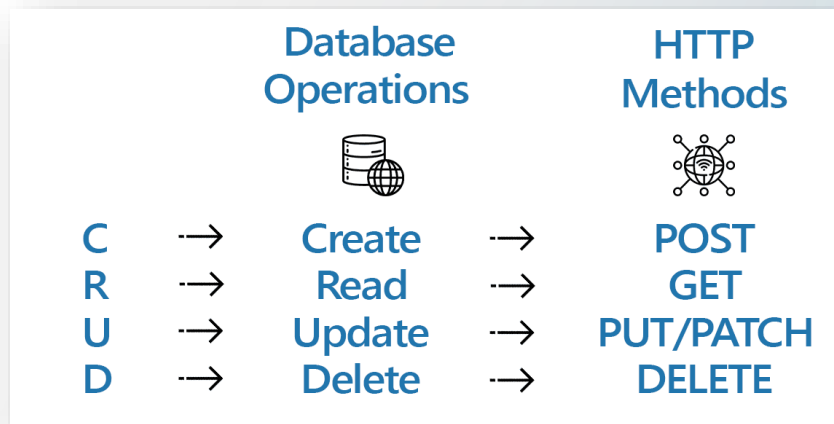 Database Operations
HTTP Methods
C → Create → POST
R → Read → GET
U → Update → PUT/PATCH
D → Delete → DELETE